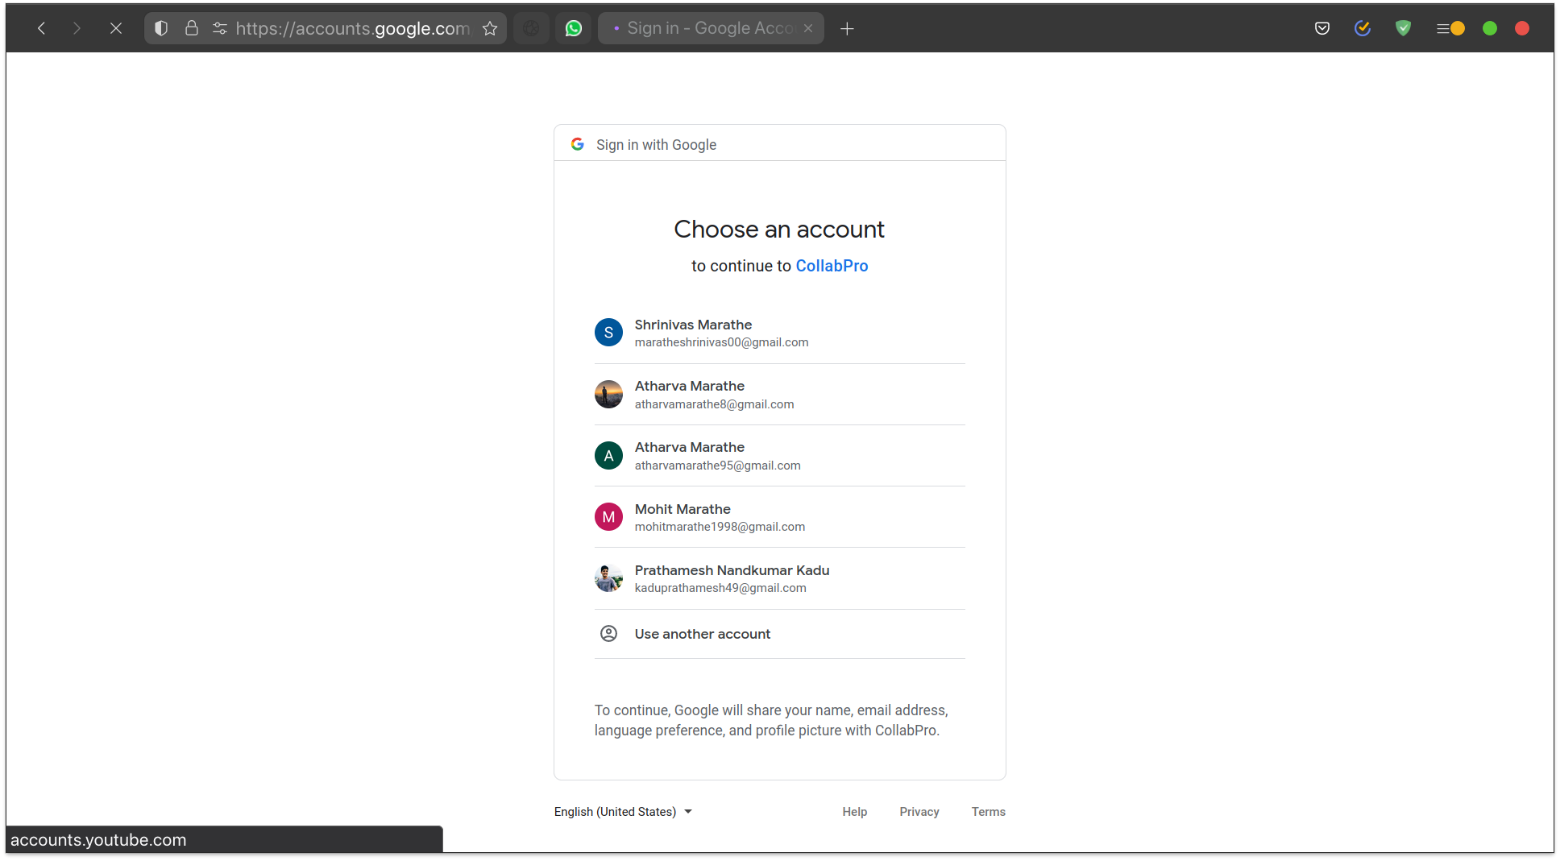 https://accounts.google.com
Sign in - Google Acco
Sign in with Google
Choose an account
to continue to CollabPro
S
Shrinivas Marathe
maratheshrinivas00@gmail.com
Atharva Marathe
atharvamarathe8@gmail.com
A
Atharva Marathe
atharvamarathe95@gmail.com
M
Mohit Marathe
mohitmarathe1998@gmail.com
Prathamesh Nandkumar Kadu
kaduprathamesh49@gmail.com
Use another account
To continue, Google will share your name, email address,
language preference, and profile picture with CollabPro.
English (United States)
Help
Privacy
Terms
accounts.youtube.com